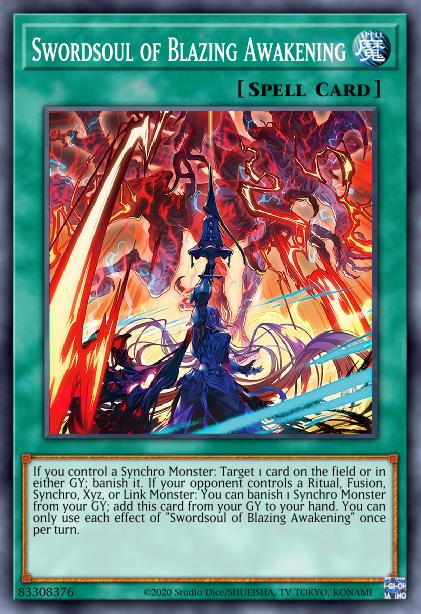 Swordsoul of Blazing Awakening
SPELL
魔
[Spell Card]
If you control a Synchro Monster: Target 1 card on the field or in
either GY; banish it. If your opponent controls a Ritual, Fusion,
Synchro, Xyz, or Link Monster: You can banish 1 Synchro Monster
from your GY; add this card from your GY to your hand. You can
only use each effect of "Swordsoul of Blazing Awakening" once
per turn.
83308376
©2020 Studio Dice/SHUEISHA, TV TOKYO, KONAMI